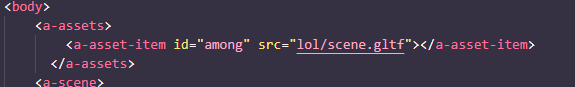 <body>
<a-assets>
<a-asset-item id="among" src="lol/scene.gltf"></a-asset-item>
</a-assets>
<a-scene>